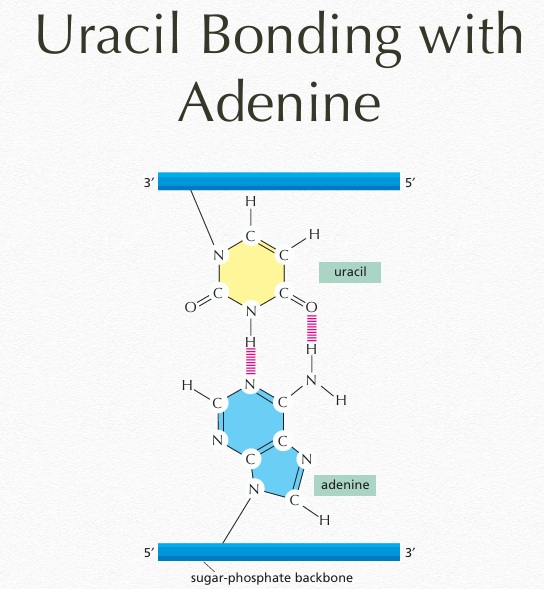 Uracil Bonding with
Adenine
3′ 5′
H
C H
N C
uracil
C C
O N O
H H
H N N
C C H
N C
C N
adenine
N C
H
5′ 3′
sugar-phosphate backbone